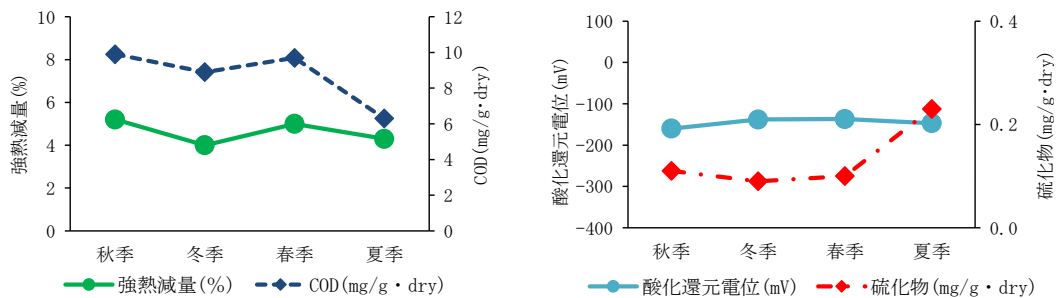 強熱減量(%)
10
8
6
4
2
0
12
10
8
6
4
2
0
COD(mg/g·dry)
秋季 冬季 春季 夏季
強熱減量(%) COD(mg/g・dry)
酸化還元電位(mV)
100
0
-100
-200
-300
-400
0.4
0.2
0.0
硫化物(mg/g·dry)
秋季 冬季 春季 夏季
酸化還元電位(mV) 硫化物(mg/g・dry)